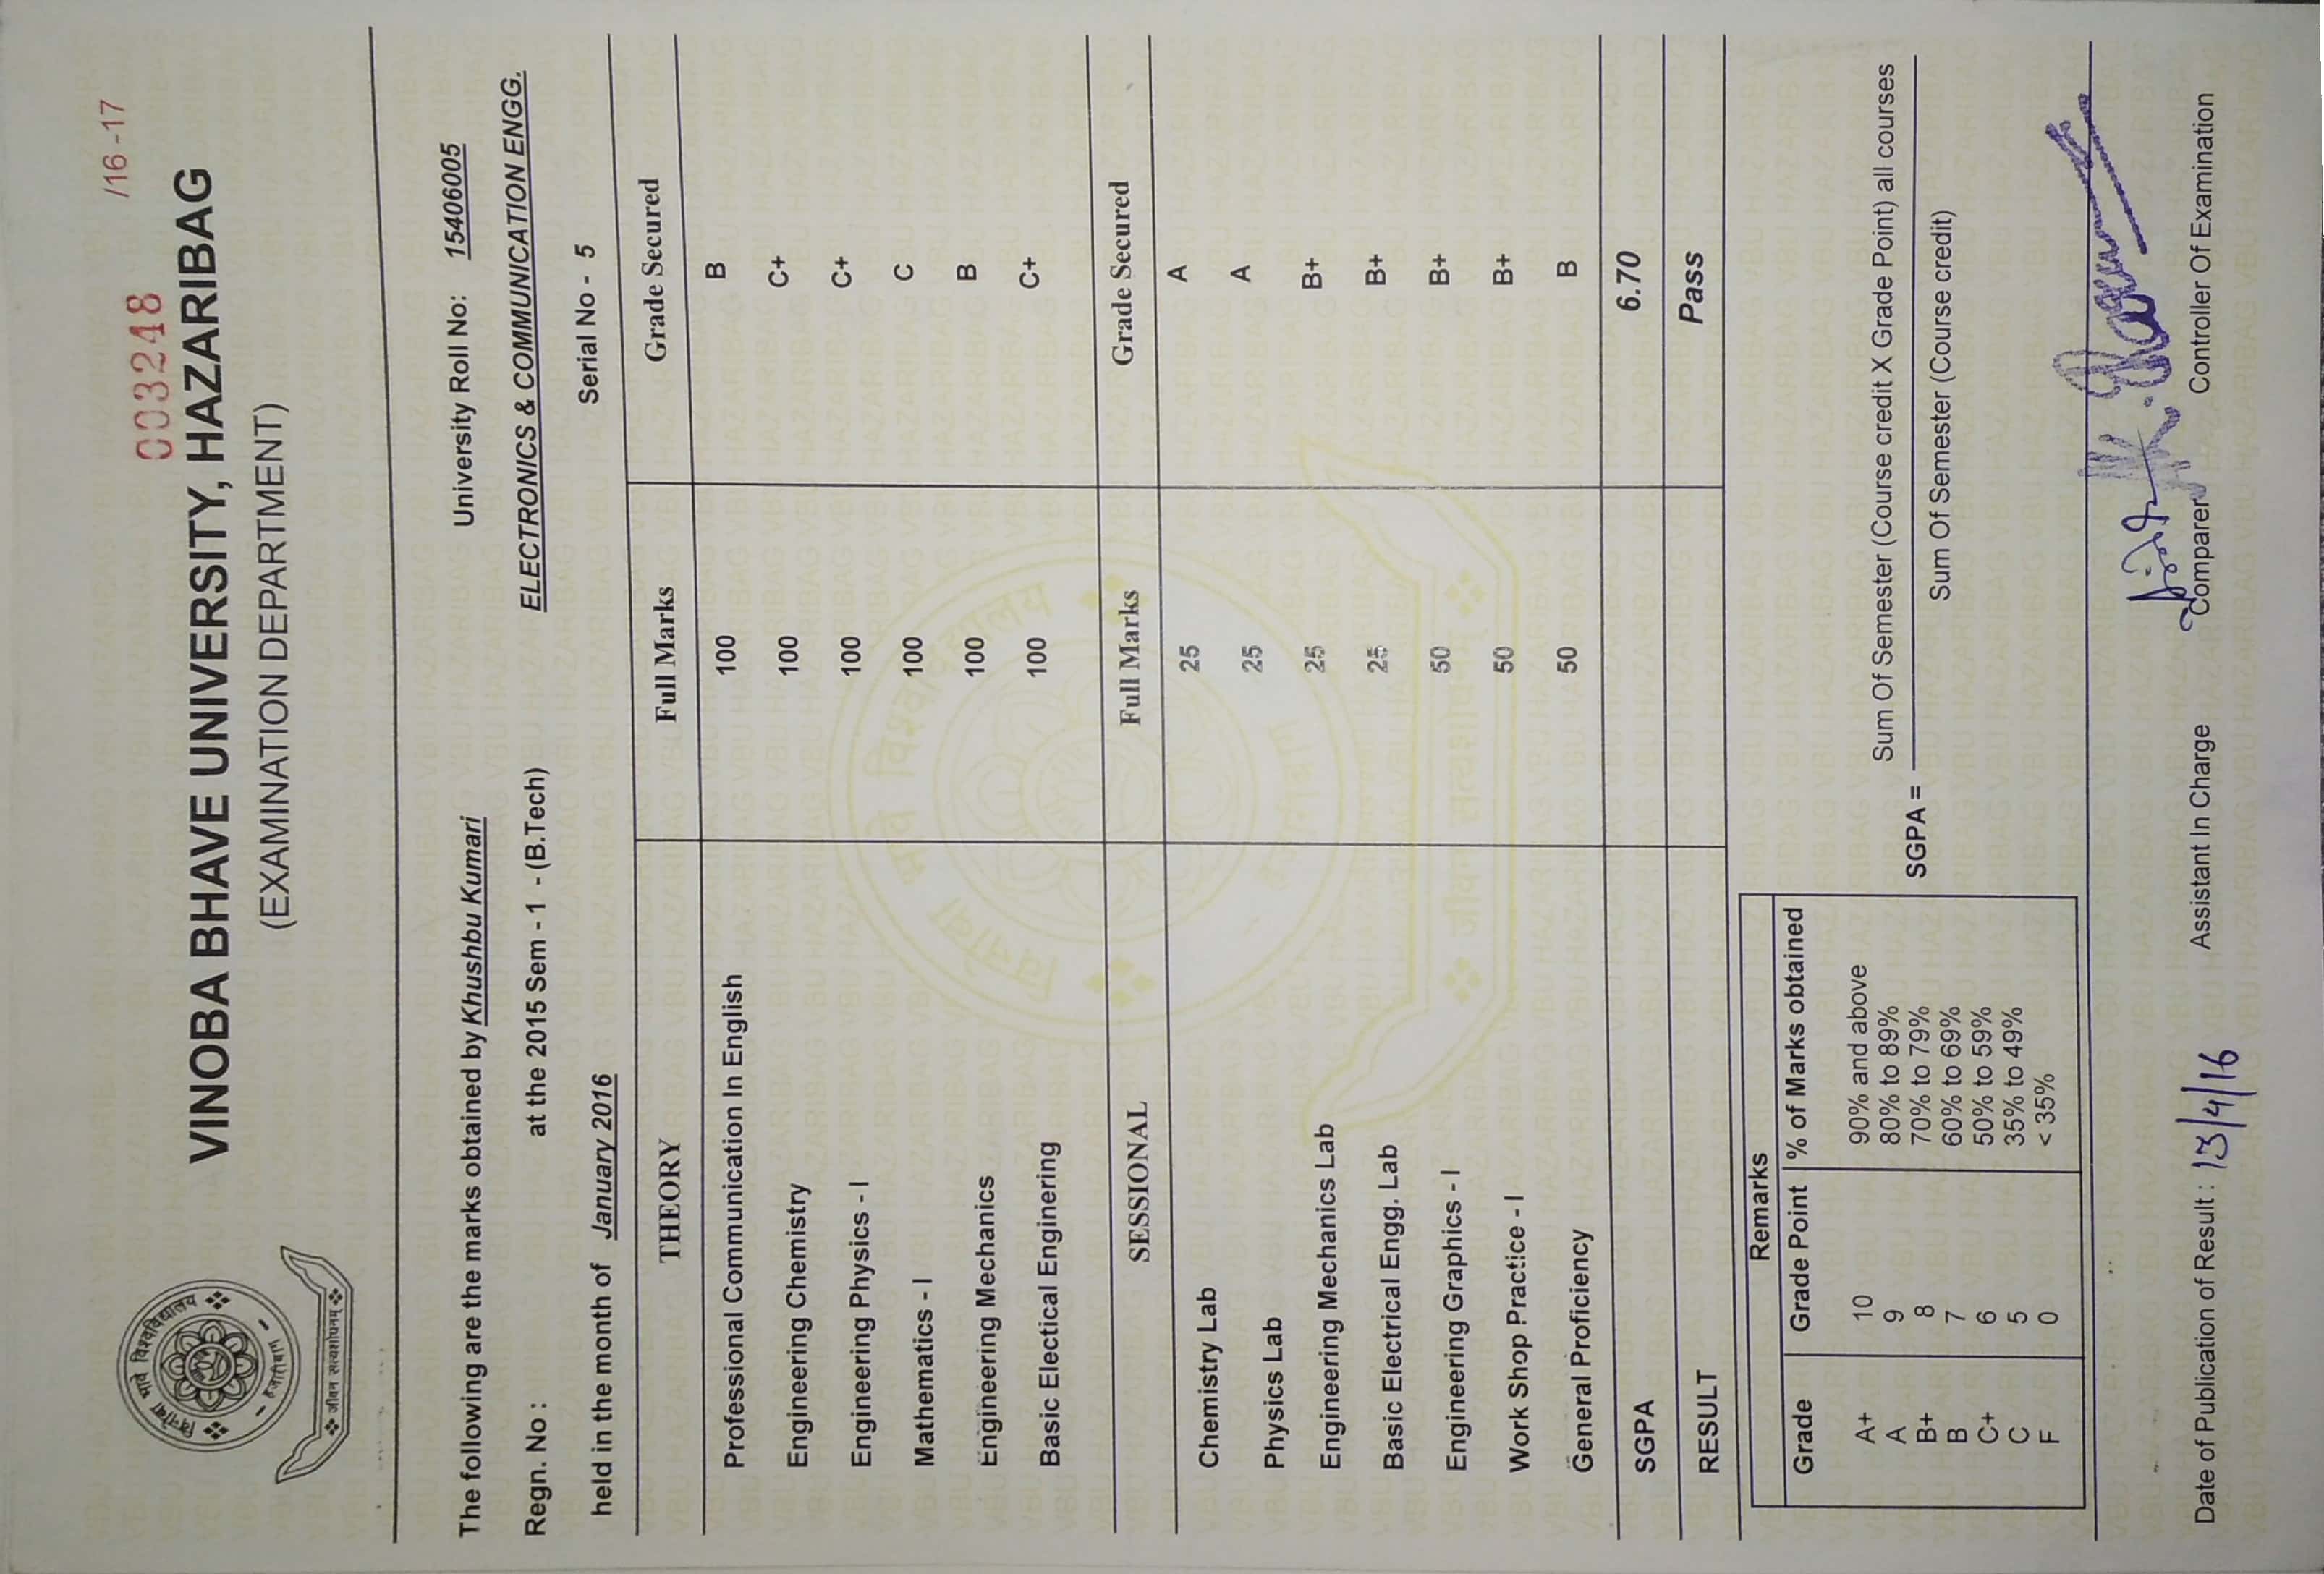 /16-17
003248
VINOBA BHAVE UNIVERSITY, HAZARIBAG
(EXAMINATION DEPARTMENT)
विनोबा भावे विश्वविद्यालय
- हजारीबाग -
जीवन सत्यशोधनम्
The following are the marks obtained by Khushbu Kumari University Roll No: 15406005
Regn. No : at the 2015 Sem - 1 - (B.Tech) ELECTRONICS & COMMUNICATION ENGG.
held in the month of January 2016 Serial No - 5
THEORY Full Marks Grade Secured
Professional Communication In English 100 B
Engineering Chemistry 100 C+
Engineering Physics - I 100 C+
Mathematics - I 100 C
Engineering Mechanics 100 B
Basic Electical Enginering 100 C+
SESSIONAL Full Marks Grade Secured
Chemistry Lab 25 A
Physics Lab 25 A
Engineering Mechanics Lab 25 B+
Basic Electrical Engg. Lab 25 B+
Engineering Graphics - I 50 B+
Work Shop Practice - I 50 B+
General Proficiency 50 B
SGPA 6.70
RESULT Pass
Remarks
Grade Grade Point % of Marks obtained
A+ 10 90% and above
A 9 80% to 89%
B+ 8 70% to 79%
B 7 60% to 69%
C+ 6 50% to 59%
C 5 35% to 49%
F 0 < 35%
Sum Of Semester (Course credit X Grade Point) all courses
SGPA =
Sum Of Semester (Course credit)
Date of Publication of Result : 13/4/16 Assistant In Charge Comparer Controller Of Examination